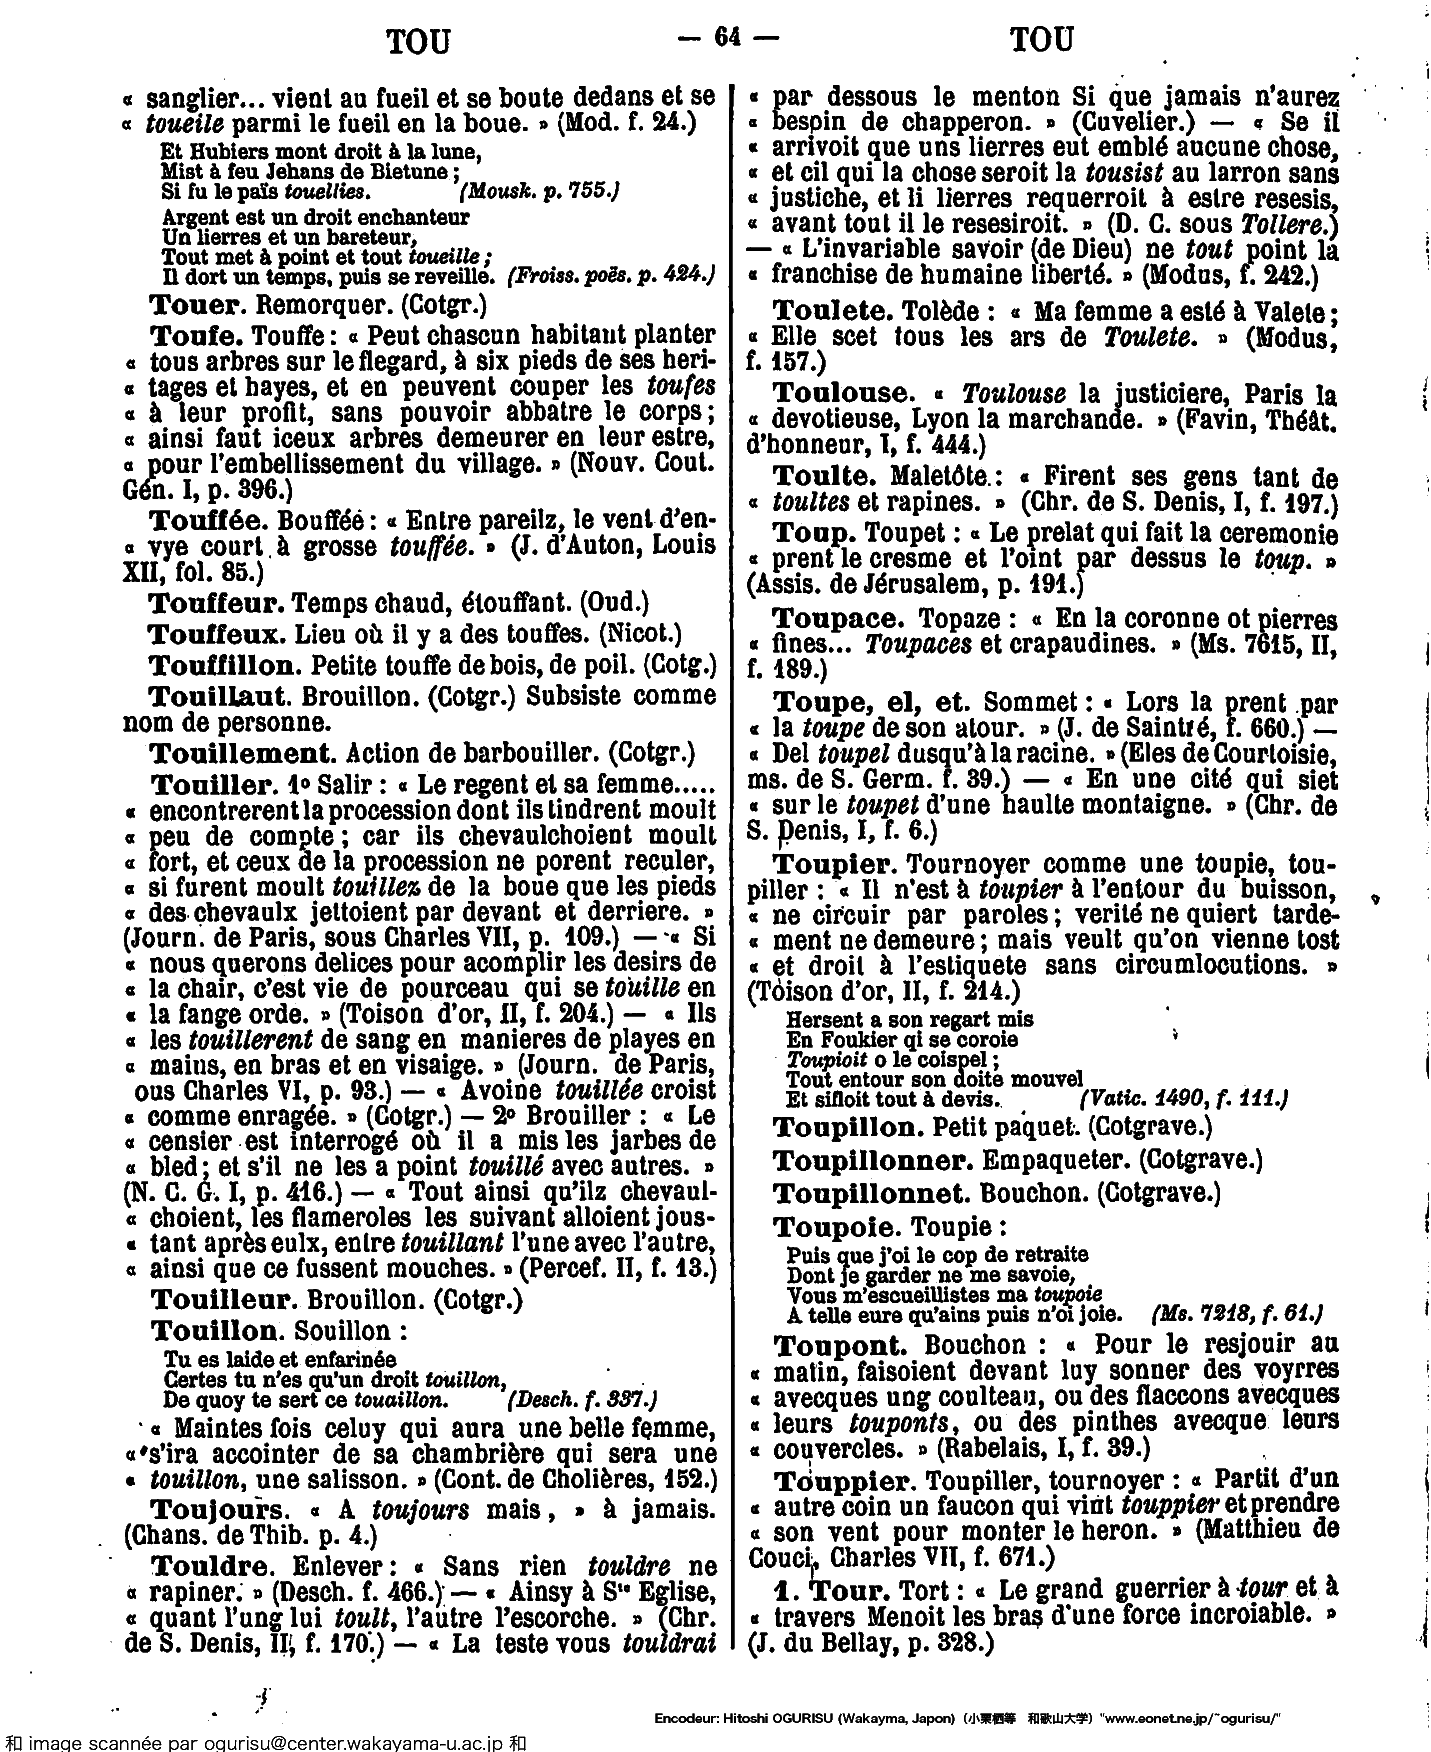 TOU — 64 — TOU
« sanglier... vient au fueil et se boute dedans et se
« toueile parmi le fueil en la boue. » (Mod. f. 24.)
Et Hubiers mont droit à la lune,
Mist à feu Jehans de Bietune ;
Si fu le païs touellies. (Mousk. p. 755.)
Argent est un droit enchanteur
Un lierres et un bareteur,
Tout met à point et tout toueille ;
Il dort un temps, puis se reveille. (Froiss. poës. p. 424.)
Touer. Remorquer. (Cotgr.)
Toufe. Touffe : « Peut chascun habitant planter
« tous arbres sur le flegard, à six pieds de ses heri-
« tages et hayes, et en peuvent couper les toufes
« à leur profit, sans pouvoir abbatre le corps ;
« ainsi faut iceux arbres demeurer en leur estre,
« pour l'embellissement du village. » (Nouv. Cout.
Gén. I, p. 396.)
Touffée. Bouffée : « Entre pareilz, le vent d'en-
« vye court à grosse touffée. » (J. d'Auton, Louis
XII, fol. 85.)
Touffeur. Temps chaud, étouffant. (Oud.)
Touffeux. Lieu où il y a des touffes. (Nicot.)
Touffillon. Petite touffe de bois, de poil. (Cotg.)
Touillaut. Brouillon. (Cotgr.) Subsiste comme
nom de personne.
Touillement. Action de barbouiller. (Cotgr.)
Touiller. 1º Salir : « Le regent et sa femme.....
« encontrerent la procession dont ils tindrent moult
« peu de compte ; car ils chevaulchoient moult
« fort, et ceux de la procession ne porent reculer,
« si furent moult touillez de la boue que les pieds
« des chevaulx jettoient par devant et derriere. »
(Journ. de Paris, sous Charles VII, p. 109.) — « Si
« nous querons delices pour acomplir les desirs de
« la chair, c'est vie de pourceau qui se touille en
« la fange orde. » (Toison d'or, II, f. 204.) — « Ils
« les touillerent de sang en manieres de playes en
« mains, en bras et en visaige. » (Journ. de Paris,
ous Charles VI, p. 93.) — « Avoine touillée croist
« comme enragée. » (Cotgr.) — 2º Brouiller : « Le
« censier est interrogé où il a mis les jarbes de
« bled ; et s'il ne les a point touillé avec autres. »
(N. C. G. I, p. 416.) — « Tout ainsi qu'ilz chevaul-
« choient, les flameroles les suivant alloient jous-
« tant après eulx, entre touillant l'une avec l'autre,
« ainsi que ce fussent mouches. » (Percef. II, f. 13.)
Touilleur. Brouillon. (Cotgr.)
Touillon. Souillon :
Tu es laide et enfarinée
Certes tu n'es qu'un droit touillon,
De quoy te sert ce touaillon. (Desch. f. 337.)
« Maintes fois celuy qui aura une belle femme,
« s'ira accointer de sa chambrière qui sera une
« touillon, une salisson. » (Cont. de Cholières, 152.)
Toujours. « A toujours mais, » à jamais.
(Chans. de Thib. p. 4.)
Touldre. Enlever : « Sans rien touldre ne
« rapiner. » (Desch. f. 466.) — « Ainsy à Ste Eglise,
« quant l'ung lui toult, l'autre l'escorche. » (Chr.
de S. Denis, II, f. 170.) — « La teste vous touldrai
« par dessous le menton Si que jamais n'aurez
« bespin de chapperon. » (Cuvelier.) — « Se il
« arrivoit que uns lierres eut emblé aucune chose,
« et cil qui la chose seroit la tousist au larron sans
« justiche, et li lierres requerroit à estre resesis,
« avant tout il le resesiroit. » (D. C. sous Tollere.)
— « L'invariable savoir (de Dieu) ne tout point la
« franchise de humaine liberté. » (Modus, f. 242.)
Toulete. Tolède : « Ma femme a esté à Valete ;
« Elle scet tous les ars de Toulete. » (Modus,
f. 157.)
Toulouse. « Toulouse la justiciere, Paris la
« devotieuse, Lyon la marchande. » (Favin, Théât.
d'honneur, I, f. 444.)
Toulte. Maletôte : « Firent ses gens tant de
« toultes et rapines. » (Chr. de S. Denis, I, f. 197.)
Toup. Toupet : « Le prelat qui fait la ceremonie
« prent le cresme et l'oint par dessus le toup. »
(Assis. de Jérusalem, p. 191.)
Toupace. Topaze : « En la coronne ot pierres
« fines... Toupaces et crapaudines. » (Ms. 7615, II,
f. 189.)
Toupe, el, et. Sommet : « Lors la prent par
« la toupe de son atour. » (J. de Saintré, f. 660.) —
« Del toupel dusqu'à la racine. » (Eles de Courtoisie,
ms. de S. Germ. f. 39.) — « En une cité qui siet
« sur le toupet d'une haulte montaigne. » (Chr. de
S. Denis, I, f. 6.)
Toupier. Tournoyer comme une toupie, tou-
piller : « Il n'est à toupier à l'entour du buisson,
« ne circuir par paroles ; verité ne quiert tarde-
« ment ne demeure ; mais veult qu'on vienne tost
« et droit à l'estiquete sans circumlocutions. »
(Toison d'or, II, f. 214.)
Hersent a son regart mis
En Foukier qi se coroie
Toupioit o le coispel ;
Tout entour son doite mouvel
Et sifloit tout à devis. (Vatic. 1490, f. 111.)
Toupillon. Petit paquet. (Cotgrave.)
Toupillonner. Empaqueter. (Cotgrave.)
Toupillonnet. Bouchon. (Cotgrave.)
Toupoie. Toupie :
Puis que j'oi le cop de retraite
Dont je garder ne me savoie,
Vous m'escueillistes ma toupoie
A telle eure qu'ains puis n'oi joie. (Ms. 7218, f. 61.)
Toupont. Bouchon : « Pour le resjouir au
« matin, faisoient devant luy sonner des voyrres
« avecques ung coulteau, ou des flaccons avecques
« leurs touponts, ou des pinthes avecque leurs
« couvercles. » (Rabelais, I, f. 39.)
Touppier. Toupiller, tournoyer : « Partit d'un
« autre coin un faucon qui vint touppier et prendre
« son vent pour monter le heron. » (Matthieu de
Couci, Charles VII, f. 671.)
1. Tour. Tort : « Le grand guerrier à tour et à
« travers Menoit les bras d'une force incroiable. »
(J. du Bellay, p. 328.)
Encodeur: Hitoshi OGURISU (Wakayma, Japon) (小栗栖等 和歌山大学) "www.eonet.ne.jp/~ogurisu/"
和 image scannée par ogurisu@center.wakayama-u.ac.jp 和